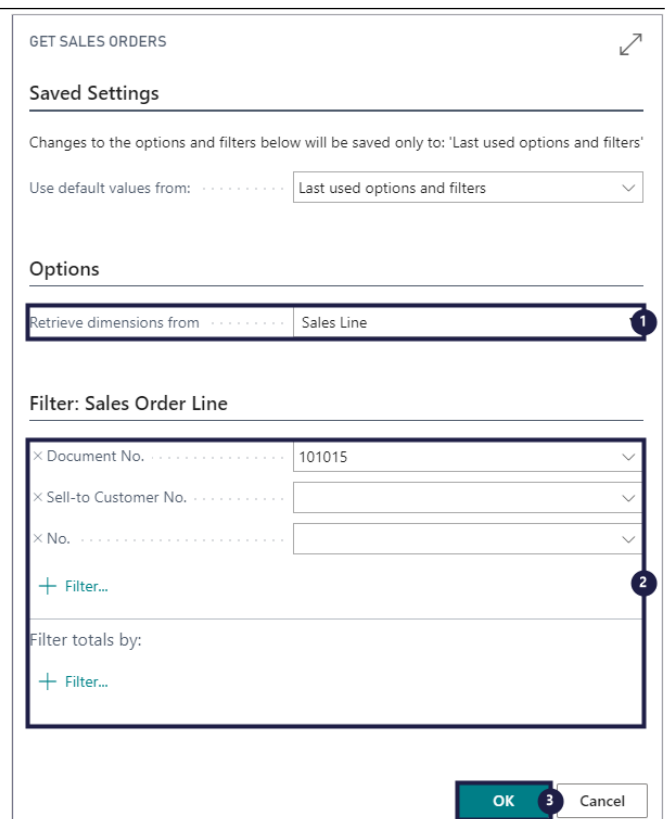 GET SALES ORDERS
Saved Settings
Changes to the options and filters below will be saved only to: 'Last used options and filters'
Use default values from: Last used options and filters
Options
Retrieve dimensions from Sales Line 1
Filter: Sales Order Line
× Document No. 101015
× Sell-to Customer No.
× No.
+ Filter...
2
Filter totals by:
+ Filter...
OK 3 Cancel